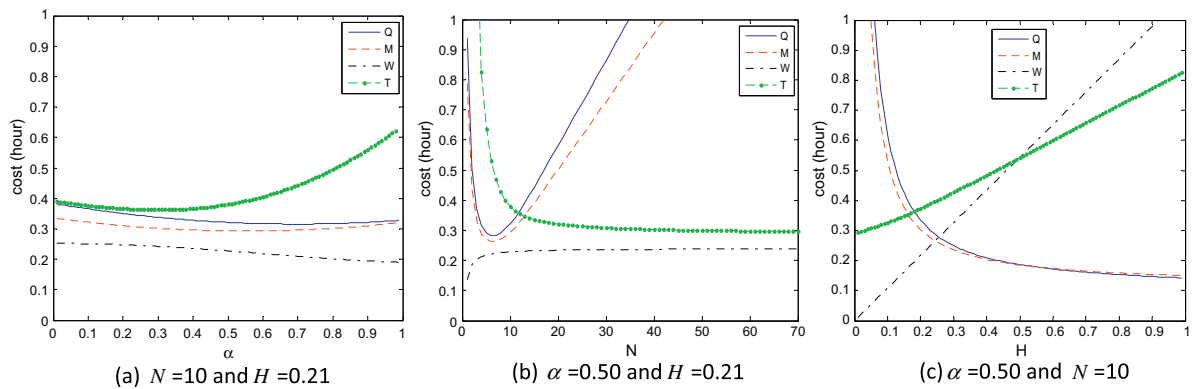 1
0.9
0.8
0.7
0.6
0.5
0.4
0.3
0.2
0.1
0
cost (hour)
0 0.1 0.2 0.3 0.4 0.5 0.6 0.7 0.8 0.9 1
α
Q
M
W
T
(a) N =10 and H =0.21
1
0.9
0.8
0.7
0.6
0.5
0.4
0.3
0.2
0.1
0
cost (hour)
0 10 20 30 40 50 60 70
N
Q
M
W
T
(b) α =0.50 and H =0.21
1
0.9
0.8
0.7
0.6
0.5
0.4
0.3
0.2
0.1
0
cost (hour)
0 0.1 0.2 0.3 0.4 0.5 0.6 0.7 0.8 0.9 1
H
Q
M
W
T
(c) α =0.50 and N =10